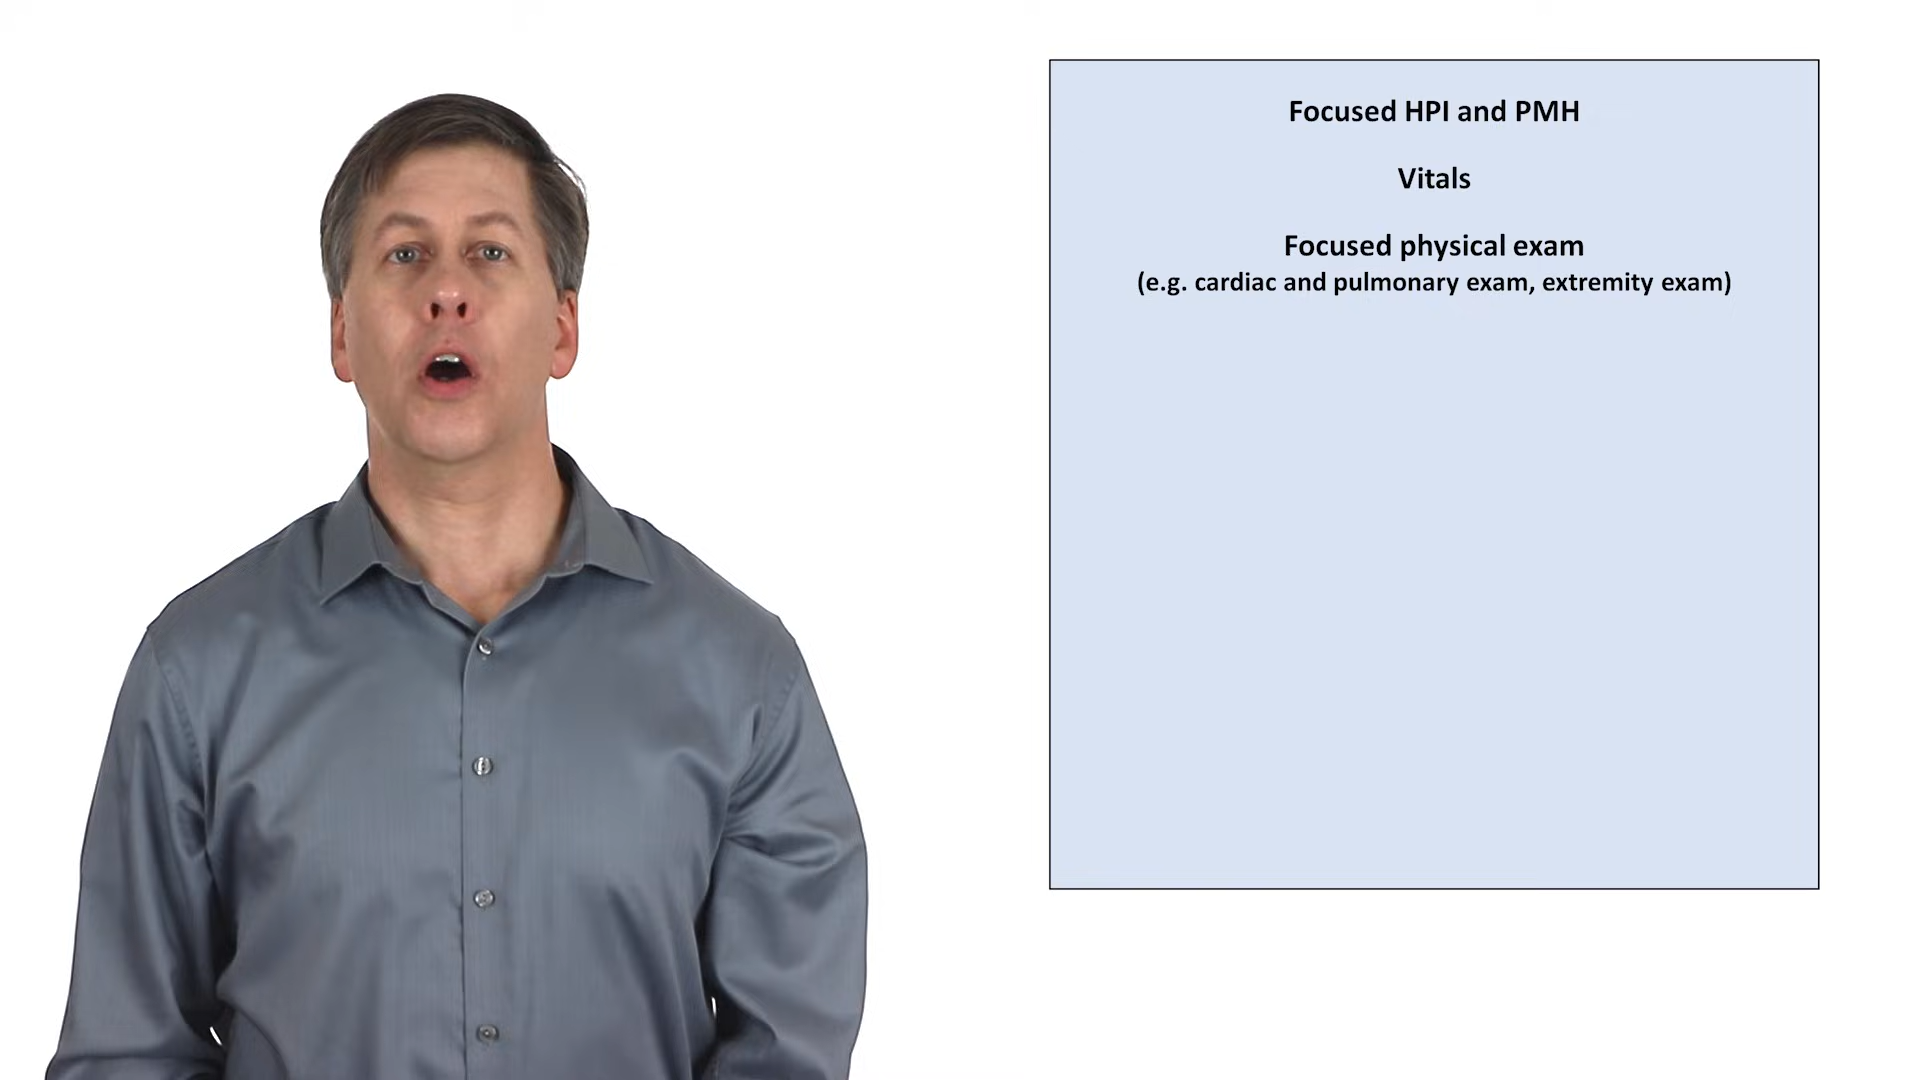 Focused HPI and PMH
Vitals
Focused physical exam
(e.g. cardiac and pulmonary exam, extremity exam)